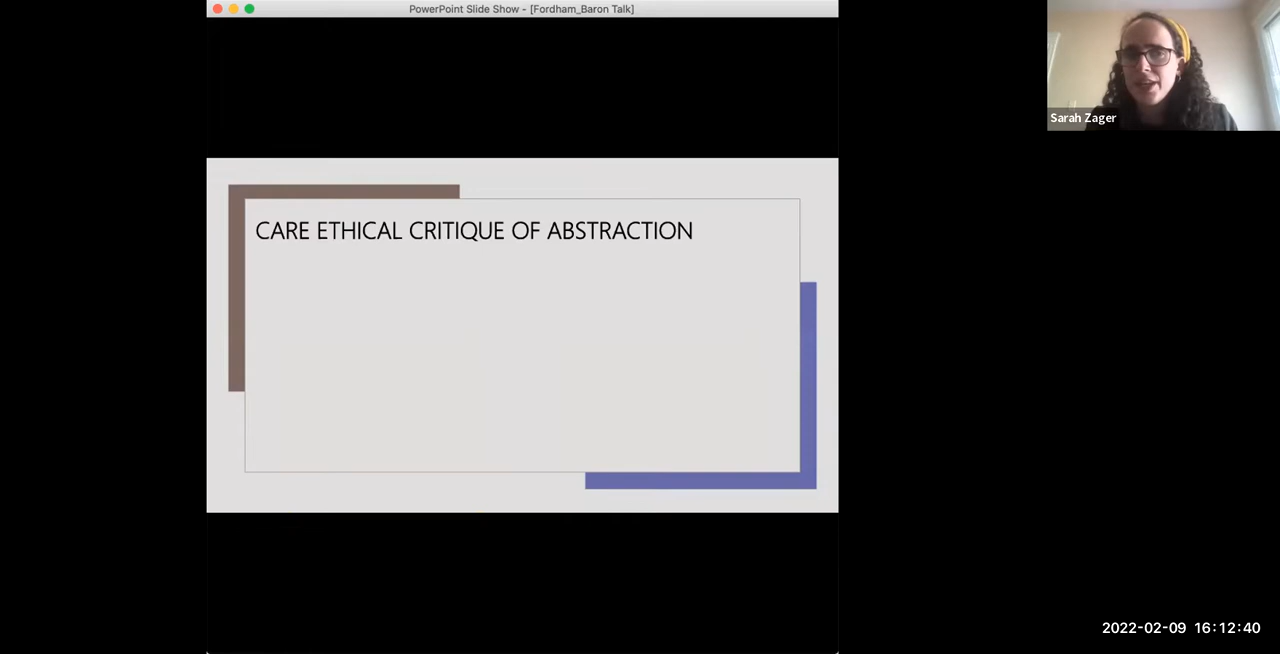 PowerPoint Slide Show - [Fordham_Baron Talk]
Sarah Zager
CARE ETHICAL CRITIQUE OF ABSTRACTION
2022-02-09 16:12:40